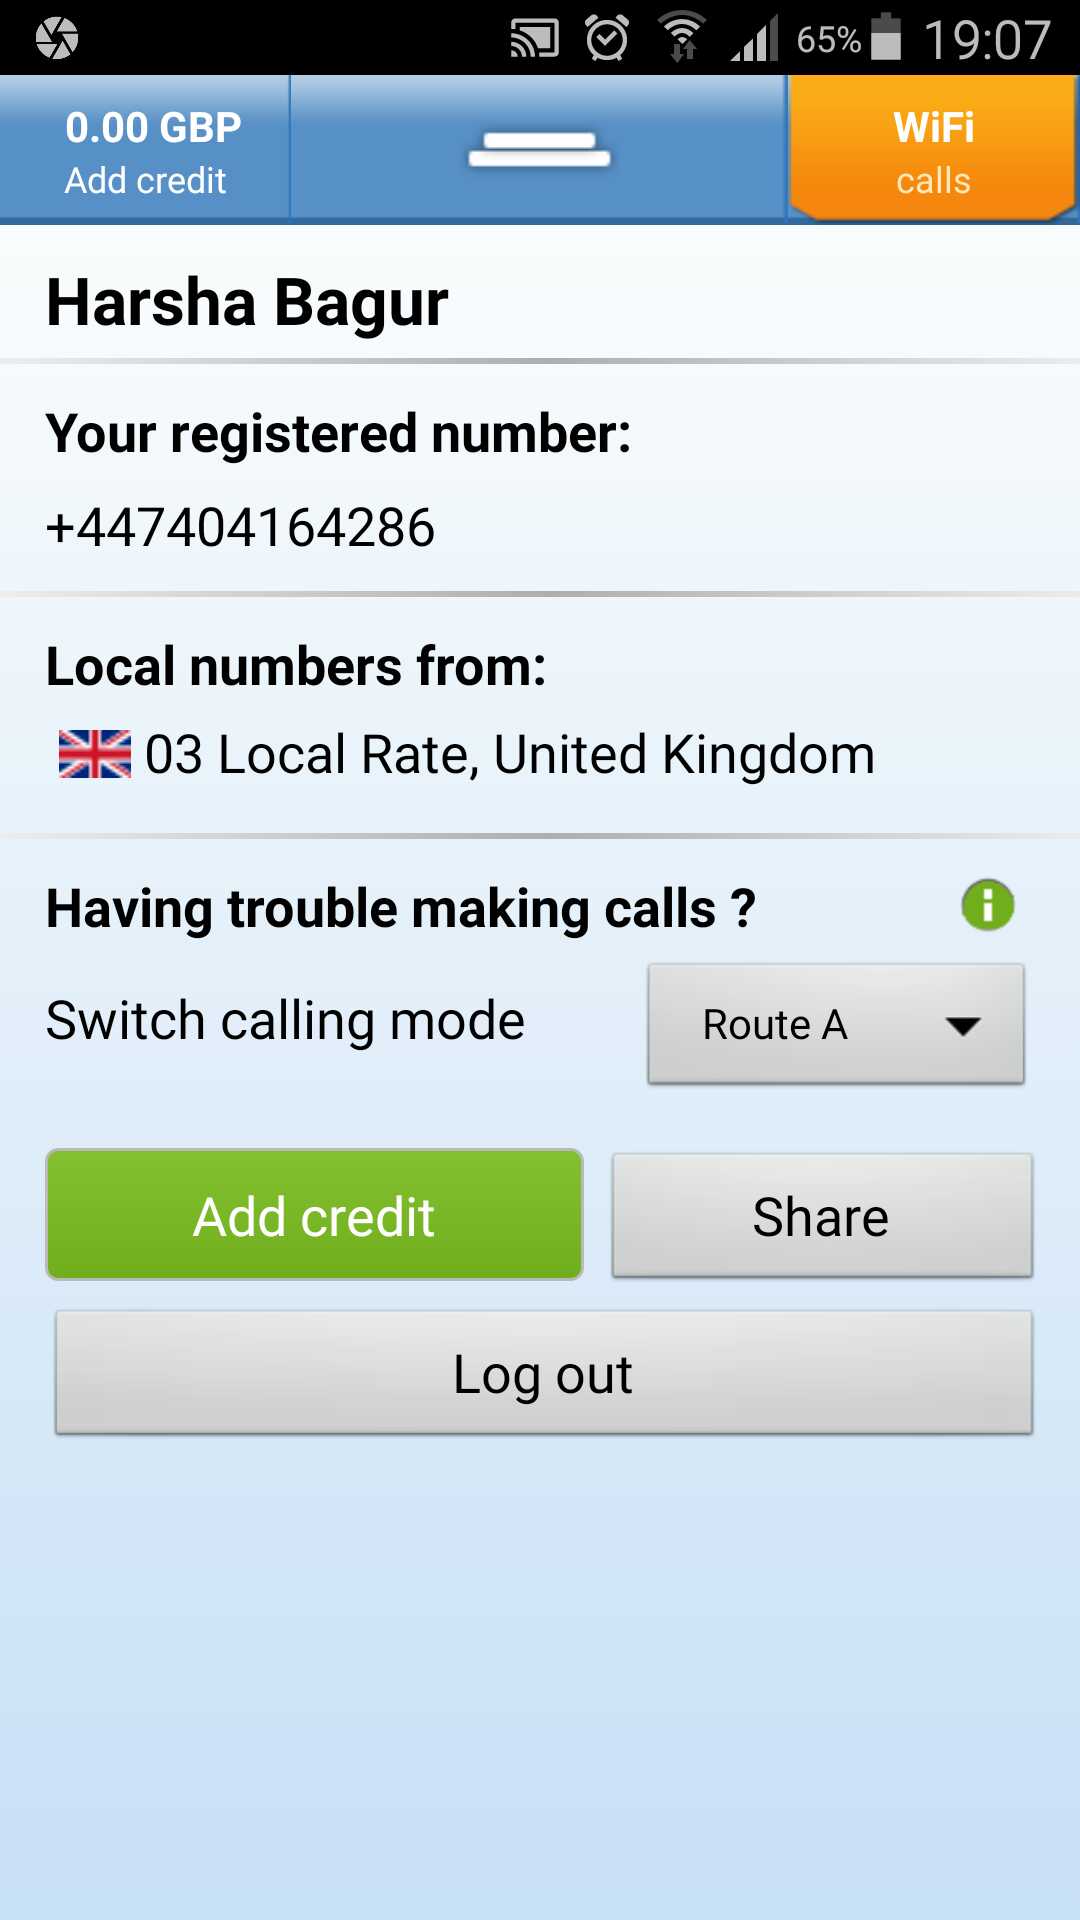 65% 19:07
0.00 GBP
Add credit
WiFi
calls
Harsha Bagur
Your registered number:
+447404164286
Local numbers from:
03 Local Rate, United Kingdom
Having trouble making calls ?
Switch calling mode
Route A
Add credit
Share
Log out